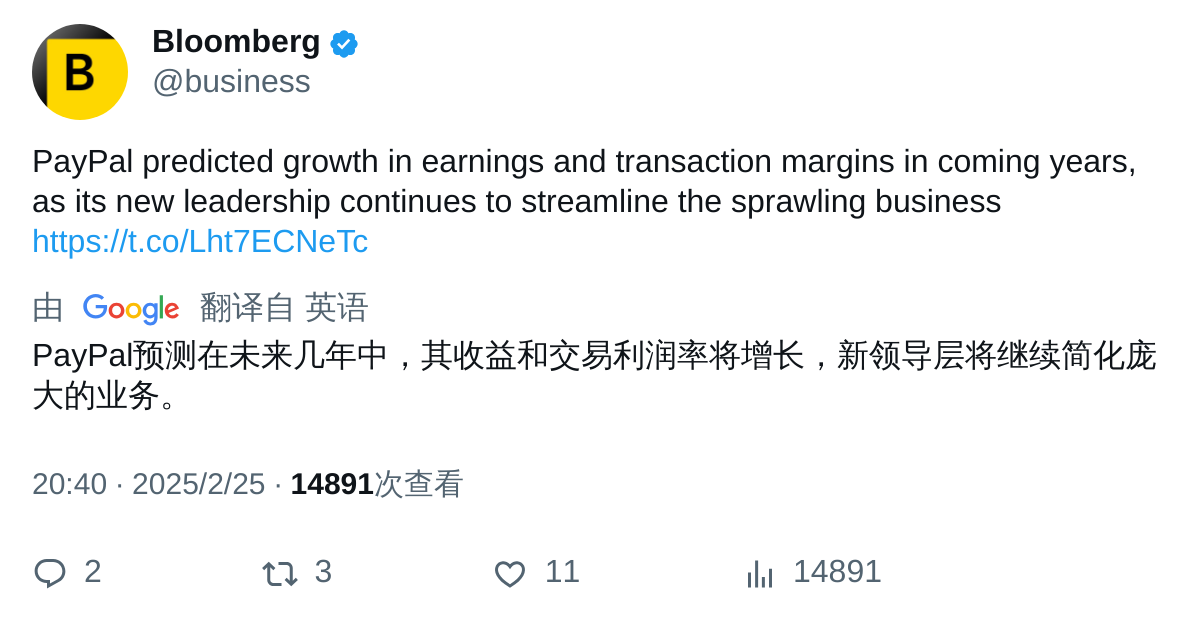 B
Bloomberg
@business
PayPal predicted growth in earnings and transaction margins in coming years,
as its new leadership continues to streamline the sprawling business
https://t.co/Lht7ECNeTc
由 Google 翻译自 英语
PayPal预测在未来几年中，其收益和交易利润率将增长，新领导层将继续简化庞
大的业务。
20:40 · 2025/2/25 · 14891次查看
2 3 11 14891